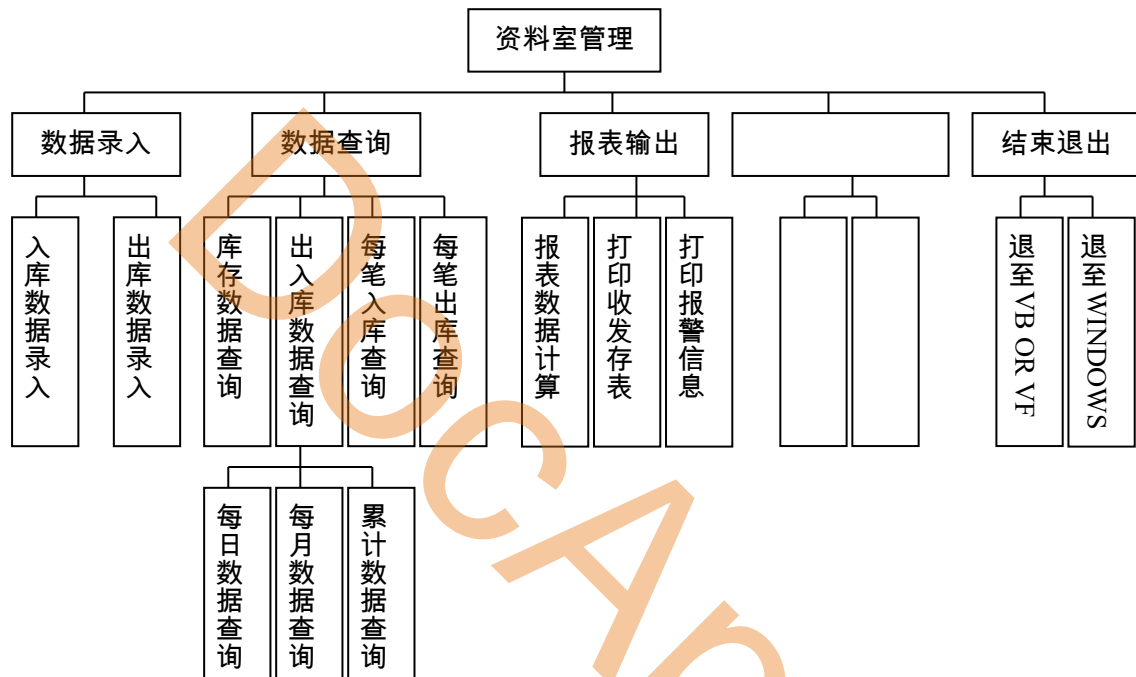 资料室管理
数据录入
数据查询
报表输出
结束退出
入库数据录入
出库数据录入
库存数据查询
出入库数据查询
每笔入库查询
每笔出库查询
报表数据计算
打印收发存表
打印报警信息
退至VB OR VF
退至WINDOWS
每日数据查询
每月数据查询
累计数据查询
DocAr